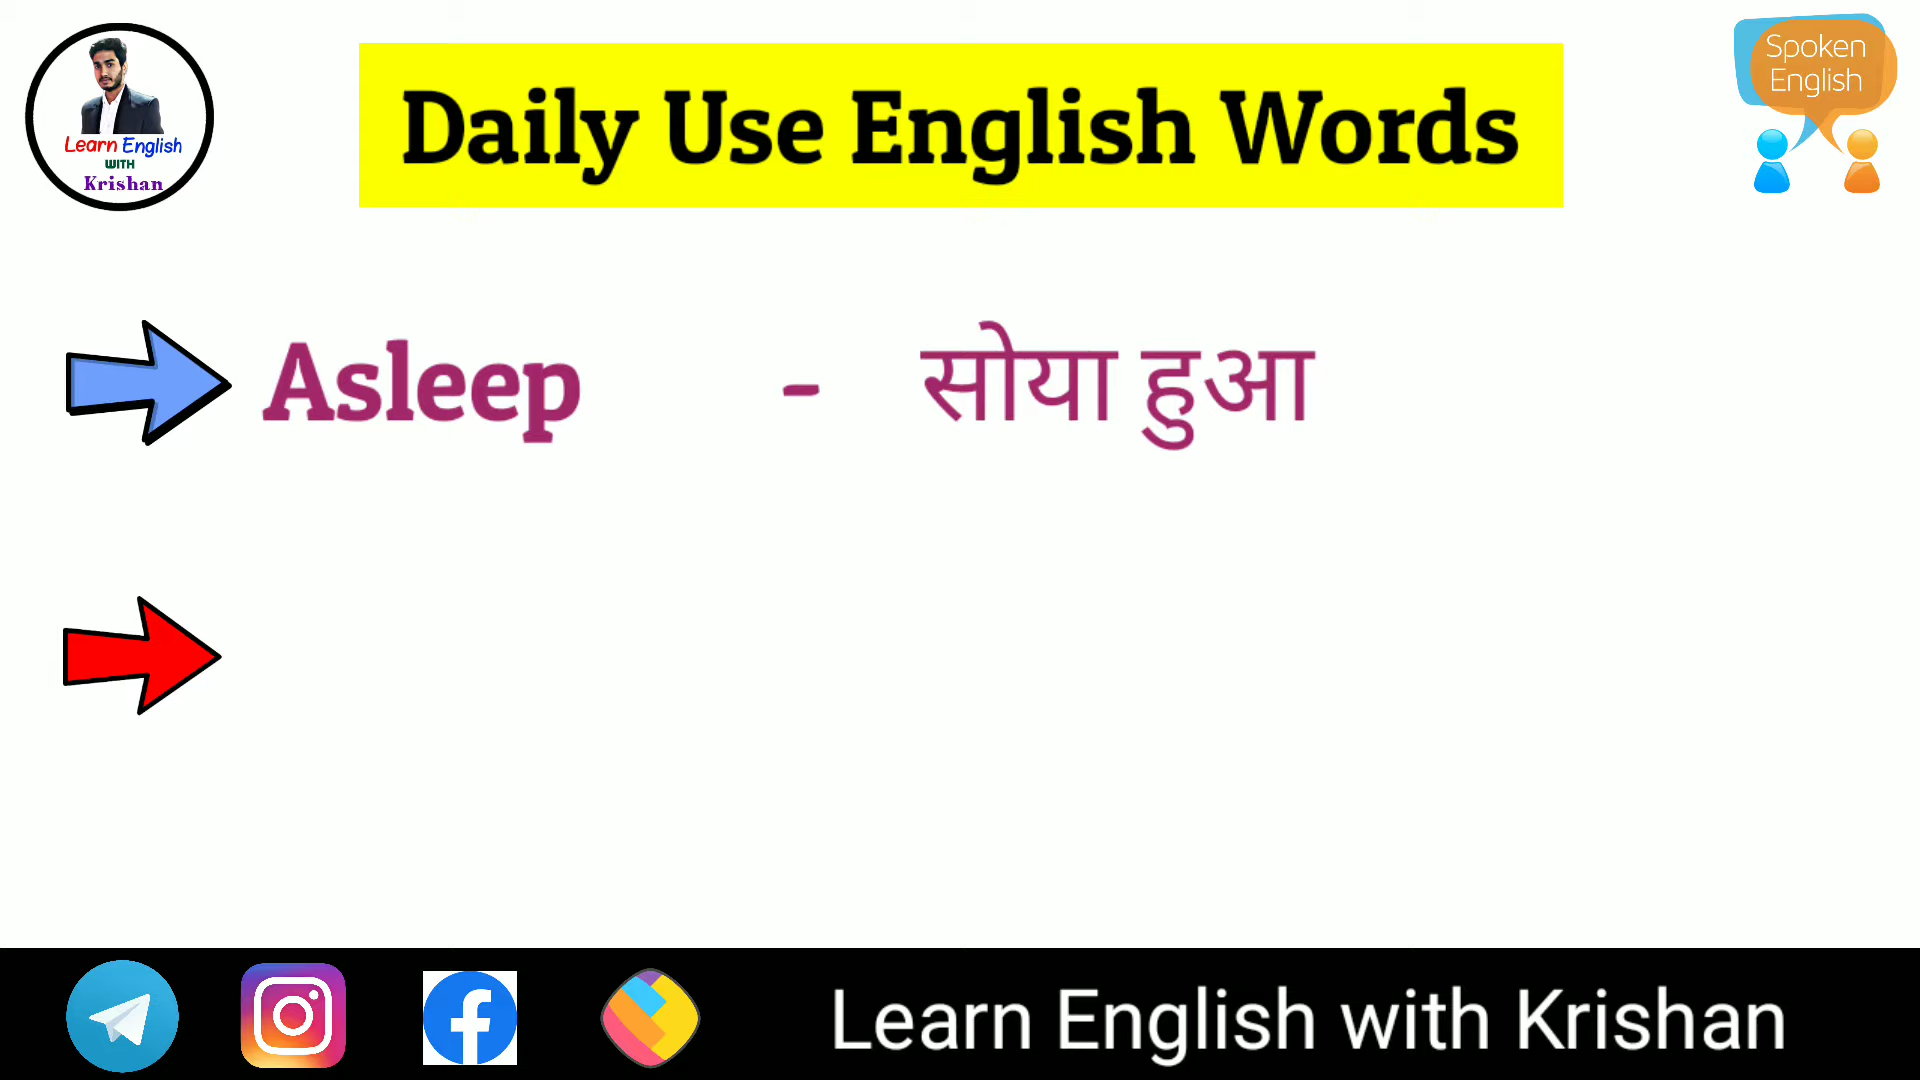 Learn English
WITH
Krishan
Daily Use English Words
Spoken
English
Asleep - सोया हुआ
Learn English with Krishan